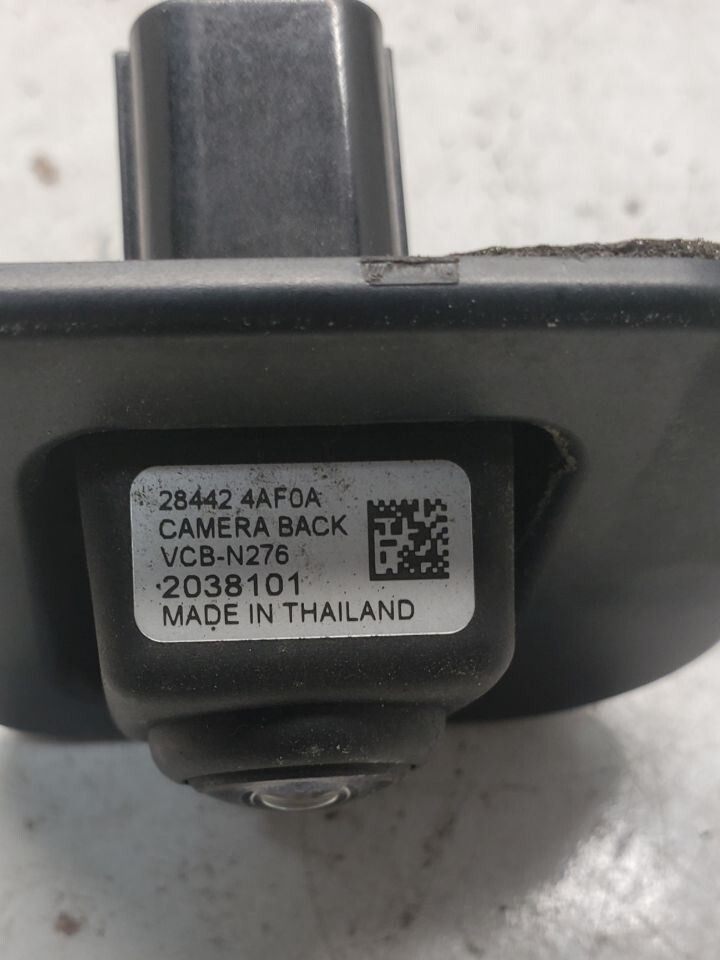 28442 4AF0A
CAMERA BACK
VCB-N276
2038101
MADE IN THAILAND